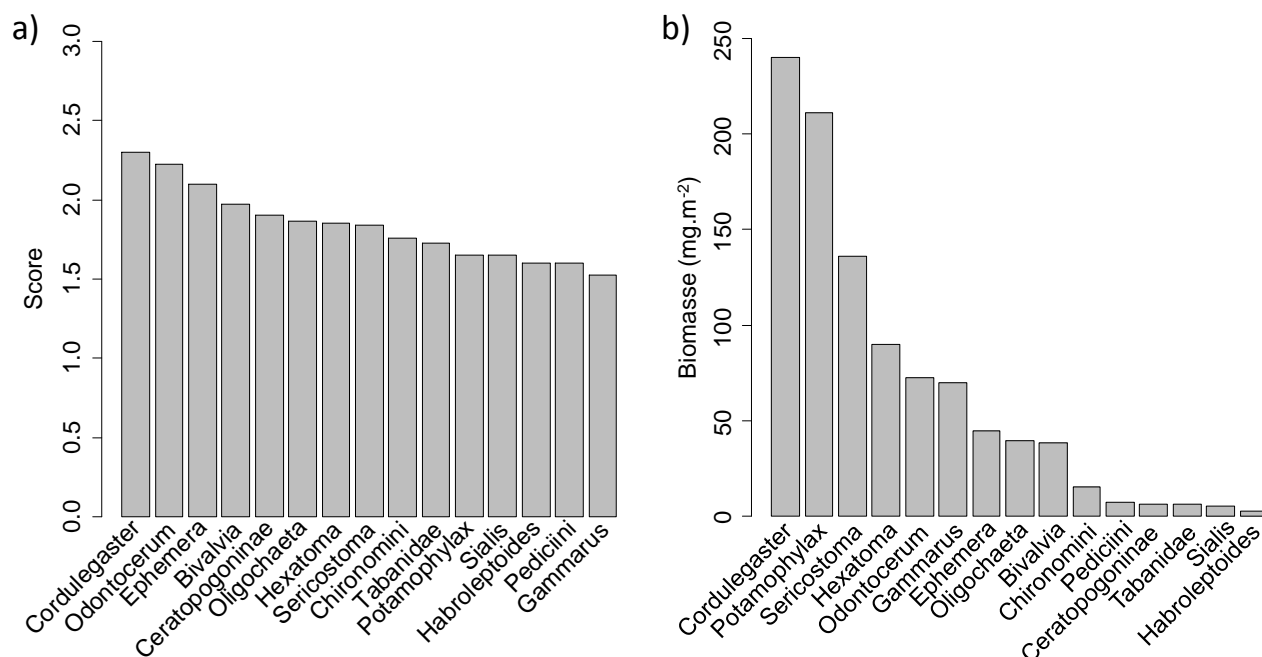 a)
Score
3.0
2.5
2.0
1.5
1.0
0.5
0.0
Cordulegaster
Odontocerum
Ephemera
Bivalvia
Ceratopogoninae
Oligochaeta
Hexatoma
Sericostoma
Chironomini
Tabanidae
Potamophylax
Sialis
Habroleptoides
Pediciini
Gammarus
b)
Biomasse (mg.m⁻²)
250
200
150
100
50
0
Cordulegaster
Potamophylax
Sericostoma
Hexatoma
Odontocerum
Gammarus
Ephemera
Oligochaeta
Bivalvia
Chironomini
Pediciini
Ceratopogoninae
Tabanidae
Sialis
Habroleptoides